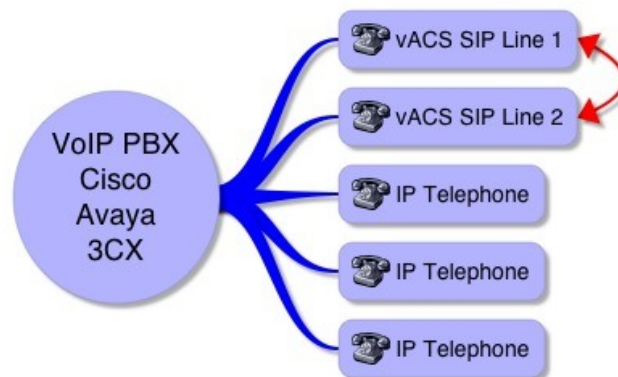 VoIP PBX
Cisco
Avaya
3CX
vACS SIP Line 1
vACS SIP Line 2
IP Telephone
IP Telephone
IP Telephone